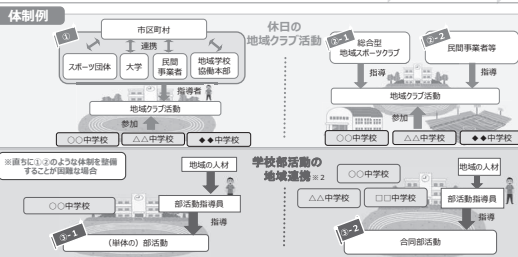 体制例
①
市区町村
連携
スポーツ団体
大学
民間
事業者
地域学校
協働本部
指導者
地域クラブ活動
参加
○○中学校
△△中学校
◆◆中学校
休日の
地域クラブ活動
②-1
総合型
地域スポーツクラブ
指導
②-2
民間事業者等
指導
地域クラブ活動
参加
○○中学校
△△中学校
◆◆中学校
※直ちに①②のような体制を整備
することが困難な場合
学校部活動の
地域連携※2
地域の人材
○○中学校
部活動指導員
指導
③-1
(単体の)部活動
地域の人材
○○中学校
△△中学校
□□中学校
部活動指導員
指導
③-2
合同部活動